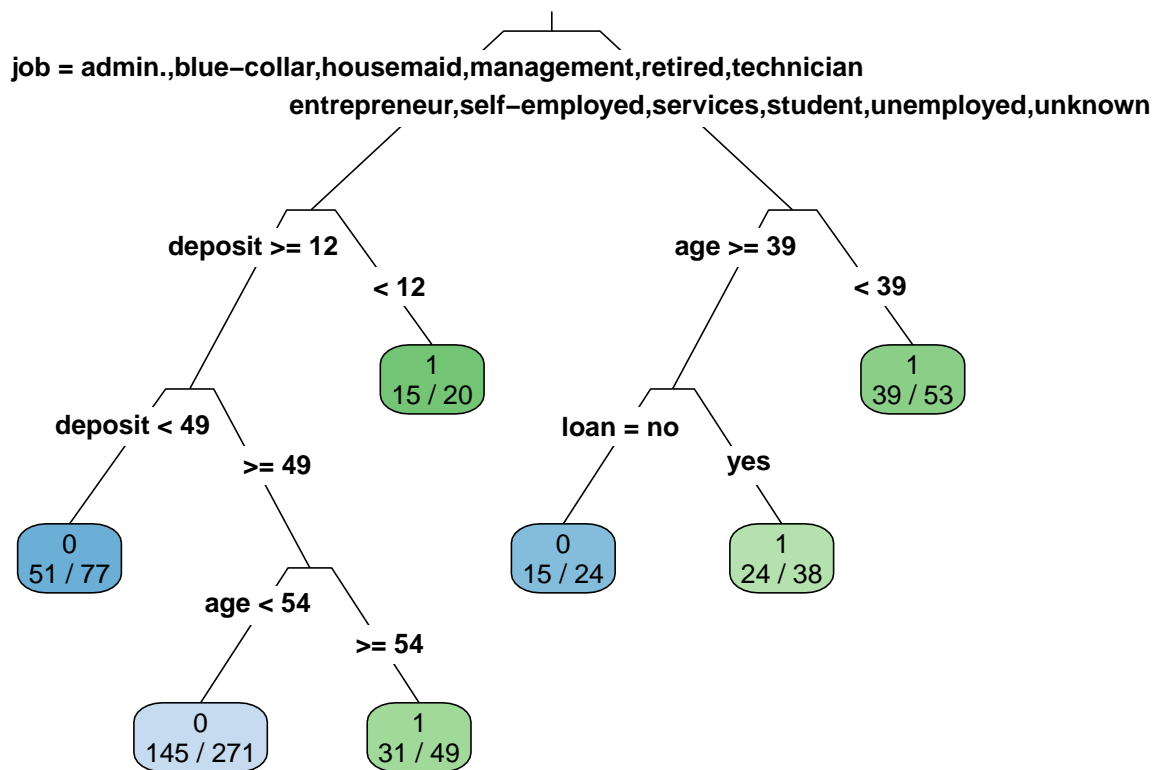 job = admin.,blue−collar,housemaid,management,retired,technician
entrepreneur,self−employed,services,student,unemployed,unknown
deposit >= 12
age >= 39
< 12
< 39
1
15 / 20
1
39 / 53
deposit < 49
loan = no
>= 49
yes
0
51 / 77
0
15 / 24
1
24 / 38
age < 54
>= 54
0
145 / 271
1
31 / 49